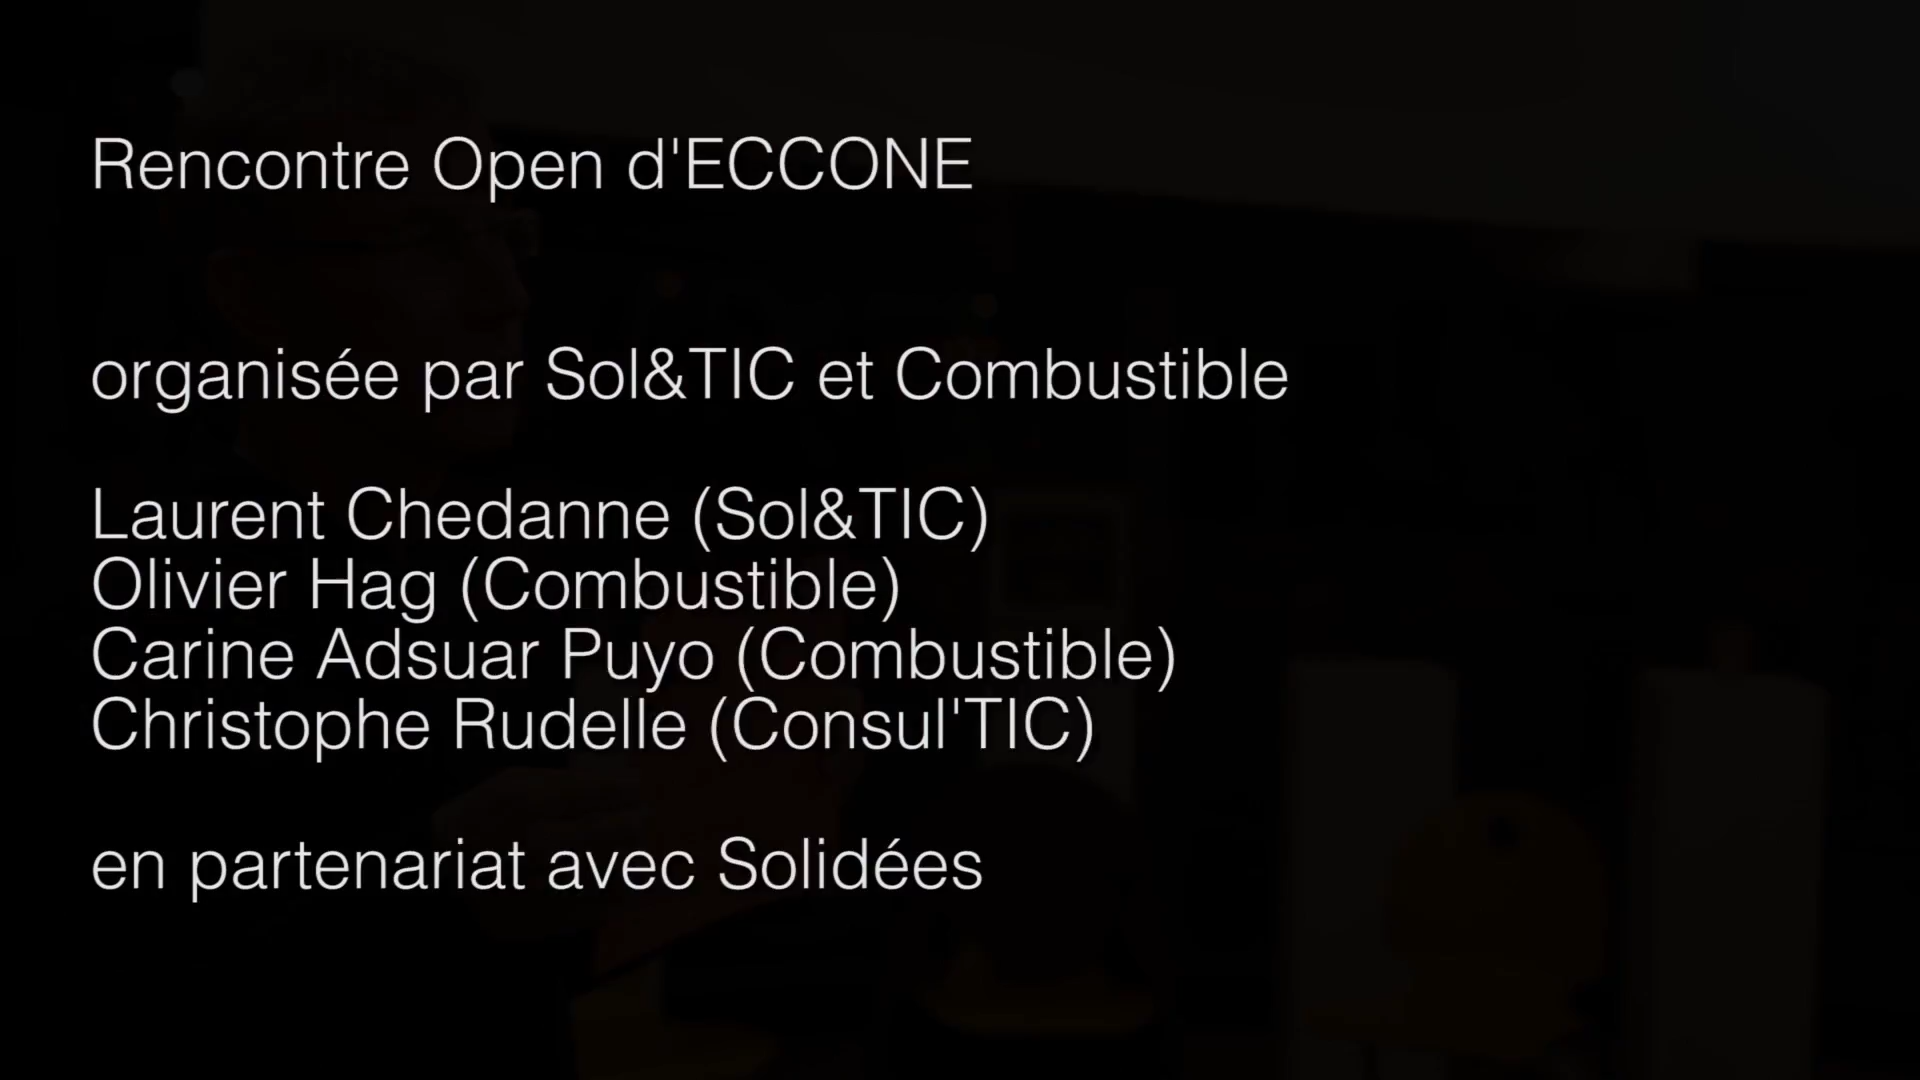 Rencontre Open d'ECCONE
organisée par Sol&TIC et Combustible
Laurent Chedanne (Sol&TIC)
Olivier Hag (Combustible)
Carine Adsuar Puyo (Combustible)
Christophe Rudelle (Consul'TIC)
en partenariat avec Solidées